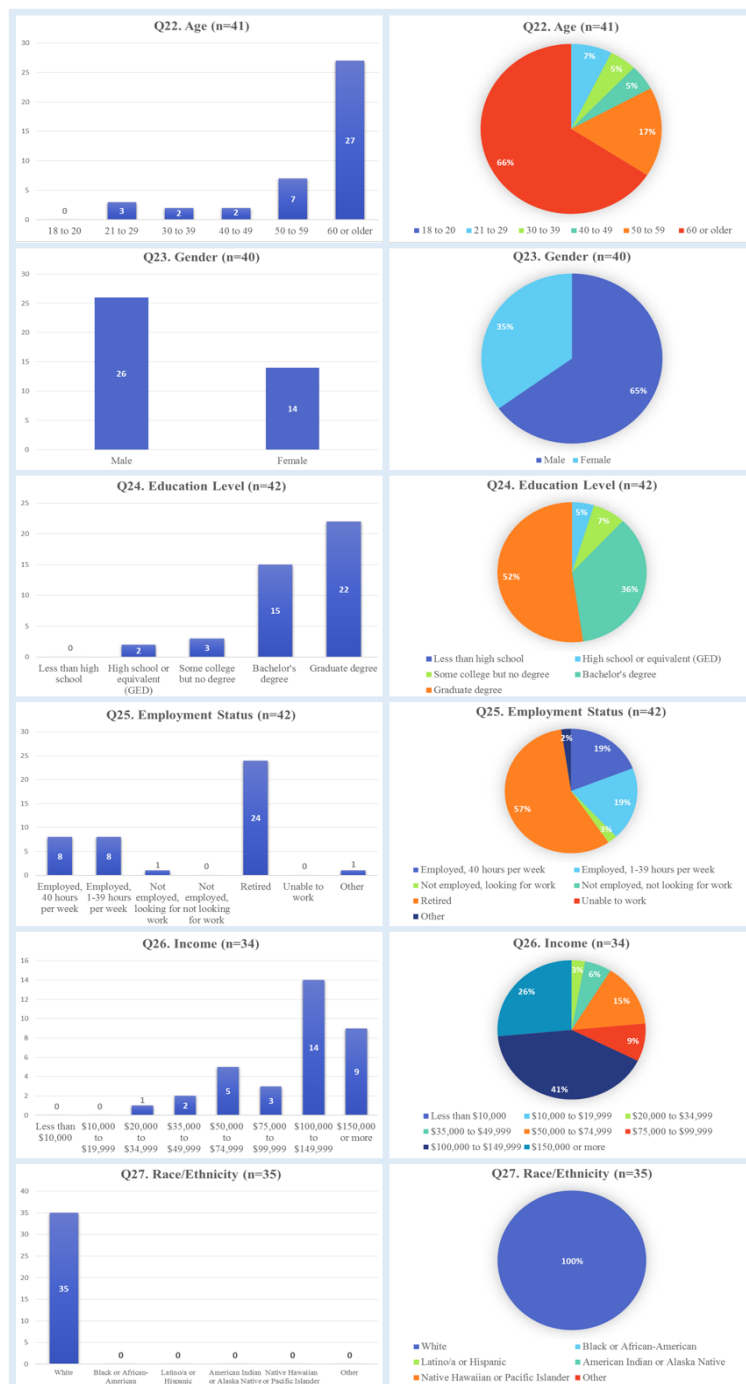 Q22. Age (n=41)
30
25
20
15
10
5
0
0
3
2
2
7
27
18 to 20 21 to 29 30 to 39 40 to 49 50 to 59 60 or older
Q22. Age (n=41)
7%
5%
5%
17%
66%
18 to 20 21 to 29 30 to 39 40 to 49 50 to 59 60 or older
Q23. Gender (n=40)
30
25
20
15
10
5
0
26
14
Male Female
Q23. Gender (n=40)
35%
65%
Male Female
Q24. Education Level (n=42)
25
20
15
10
5
0
0
2
3
15
22
Less than high school
High school or equivalent (GED)
Some college but no degree
Bachelor's degree
Graduate degree
Q24. Education Level (n=42)
5%
7%
36%
52%
Less than high school High school or equivalent (GED)
Some college but no degree Bachelor's degree
Graduate degree
Q25. Employment Status (n=42)
30
25
20
15
10
5
0
8
8
1
0
24
0
1
Employed, 40 hours per week
Employed, 1-39 hours per week
Not employed, looking for work
Not employed, not looking for work
Retired
Unable to work
Other
Q25. Employment Status (n=42)
2%
19%
19%
3%
57%
Employed, 40 hours per week Employed, 1-39 hours per week
Not employed, looking for work Not employed, not looking for work
Retired Unable to work
Other
Q26. Income (n=34)
16
14
12
10
8
6
4
2
0
0
0
1
2
5
3
14
9
Less than $10,000
$10,000 to $19,999
$20,000 to $34,999
$35,000 to $49,999
$50,000 to $74,999
$75,000 to $99,999
$100,000 to $149,999
$150,000 or more
Q26. Income (n=34)
3%
6%
15%
9%
41%
26%
Less than $10,000 $10,000 to $19,999 $20,000 to $34,999
$35,000 to $49,999 $50,000 to $74,999 $75,000 to $99,999
$100,000 to $149,999 $150,000 or more
Q27. Race/Ethnicity (n=35)
40
35
30
25
20
15
10
5
0
35
0
0
0
0
0
White
Black or African-American
Latino/a or Hispanic
American Indian or Alaska Native
Native Hawaiian or Pacific Islander
Other
Q27. Race/Ethnicity (n=35)
100%
White Black or African-American
Latino/a or Hispanic American Indian or Alaska Native
Native Hawaiian or Pacific Islander Other